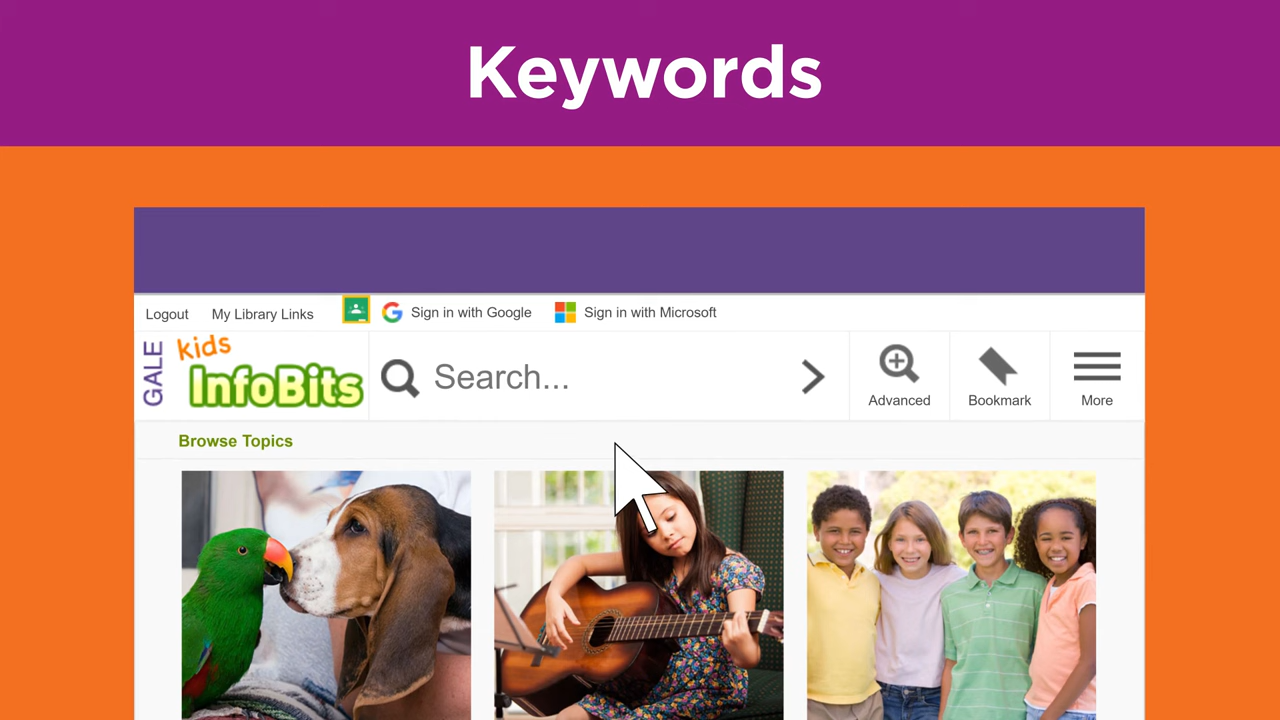 Keywords
Logout My Library Links Sign in with Google Sign in with Microsoft
GALE kids InfoBits
Search...
Advanced Bookmark More
Browse Topics